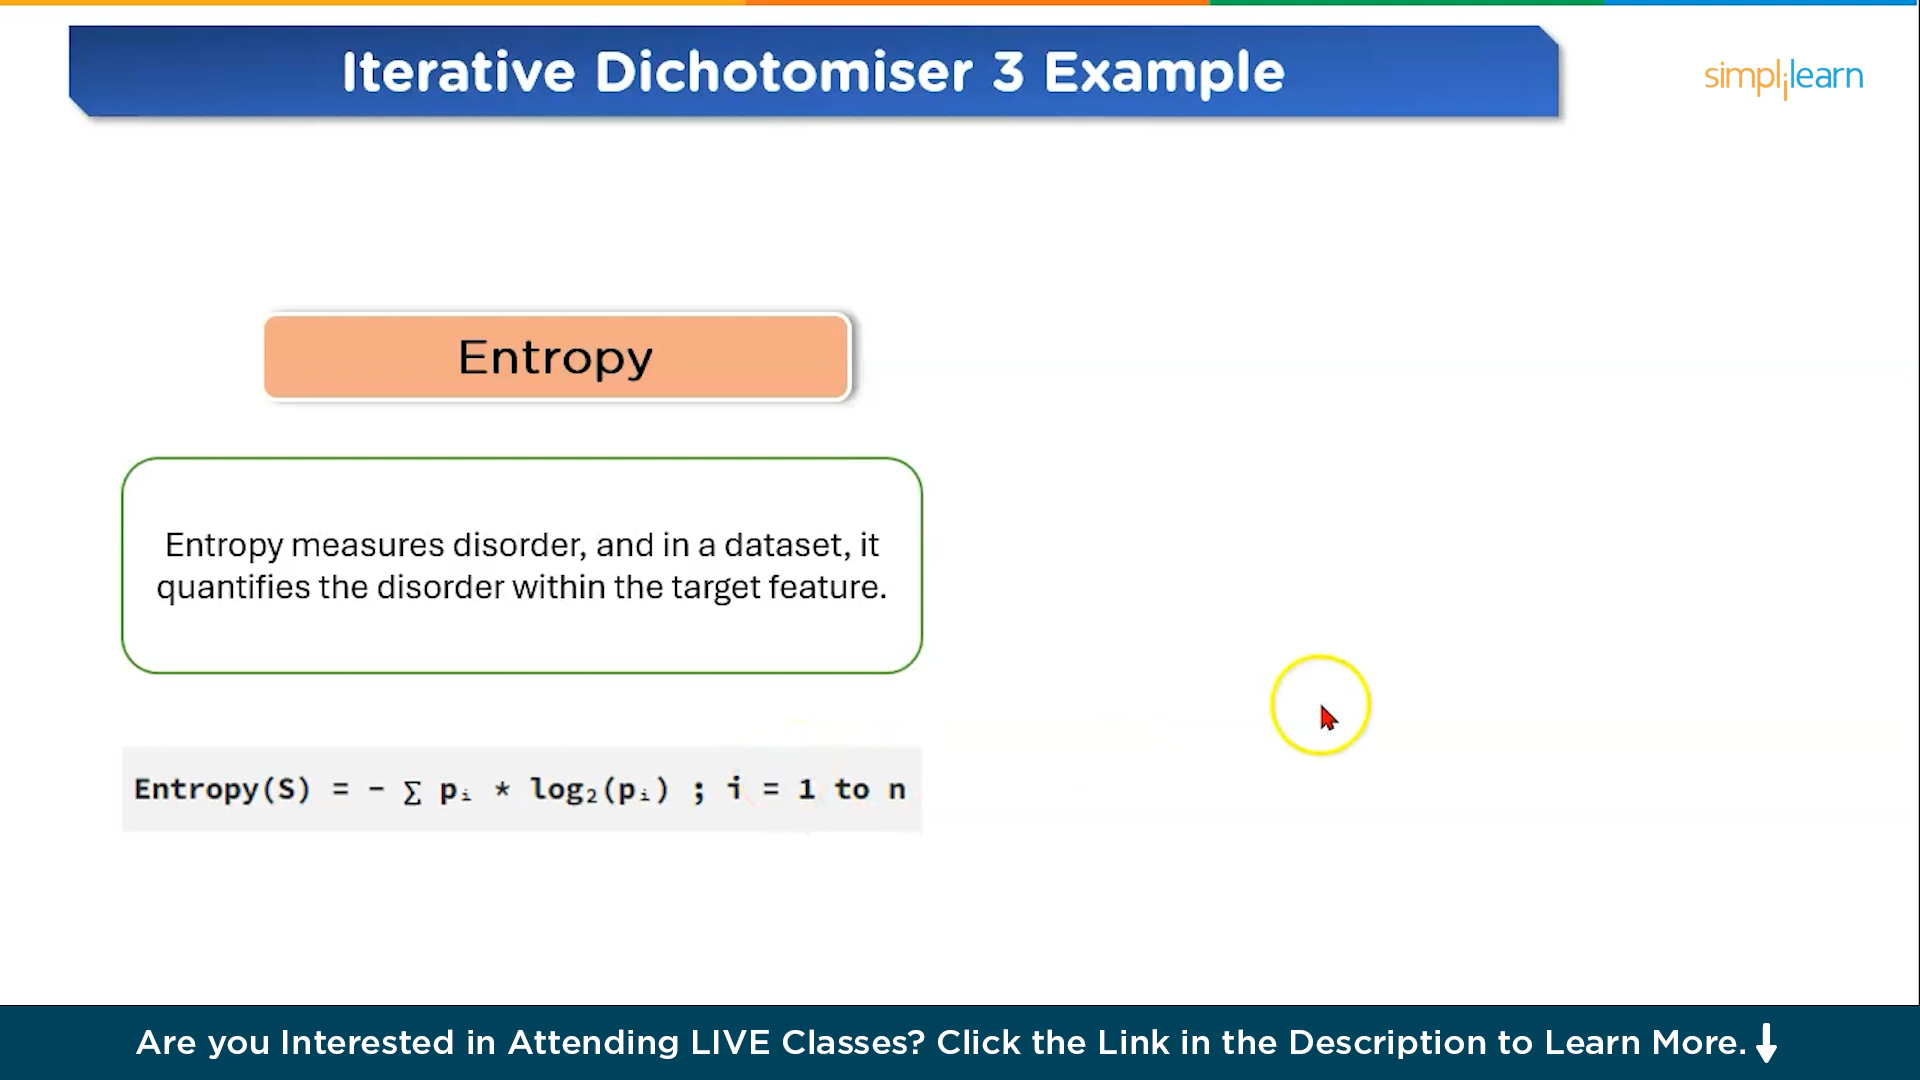 Iterative Dichotomiser 3 Example
simplilearn
Entropy
Entropy measures disorder, and in a dataset, it
quantifies the disorder within the target feature.
Entropy(S) = - ∑ pᵢ * log₂(pᵢ) ; i = 1 to n
Are you Interested in Attending LIVE Classes? Click the Link in the Description to Learn More.